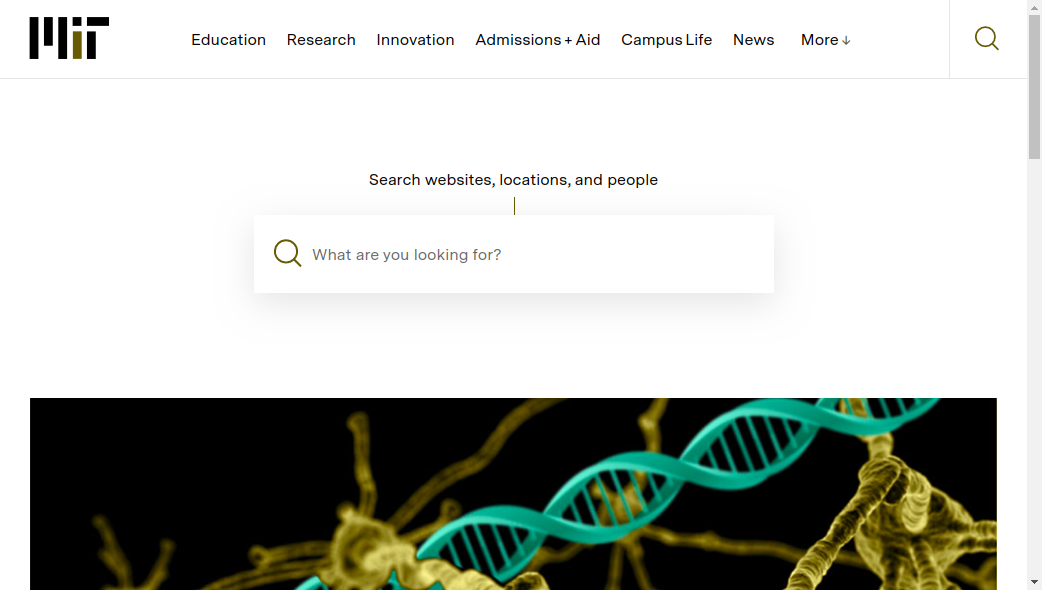 MIT
Education Research Innovation Admissions + Aid Campus Life News More ↓
Search websites, locations, and people
What are you looking for?